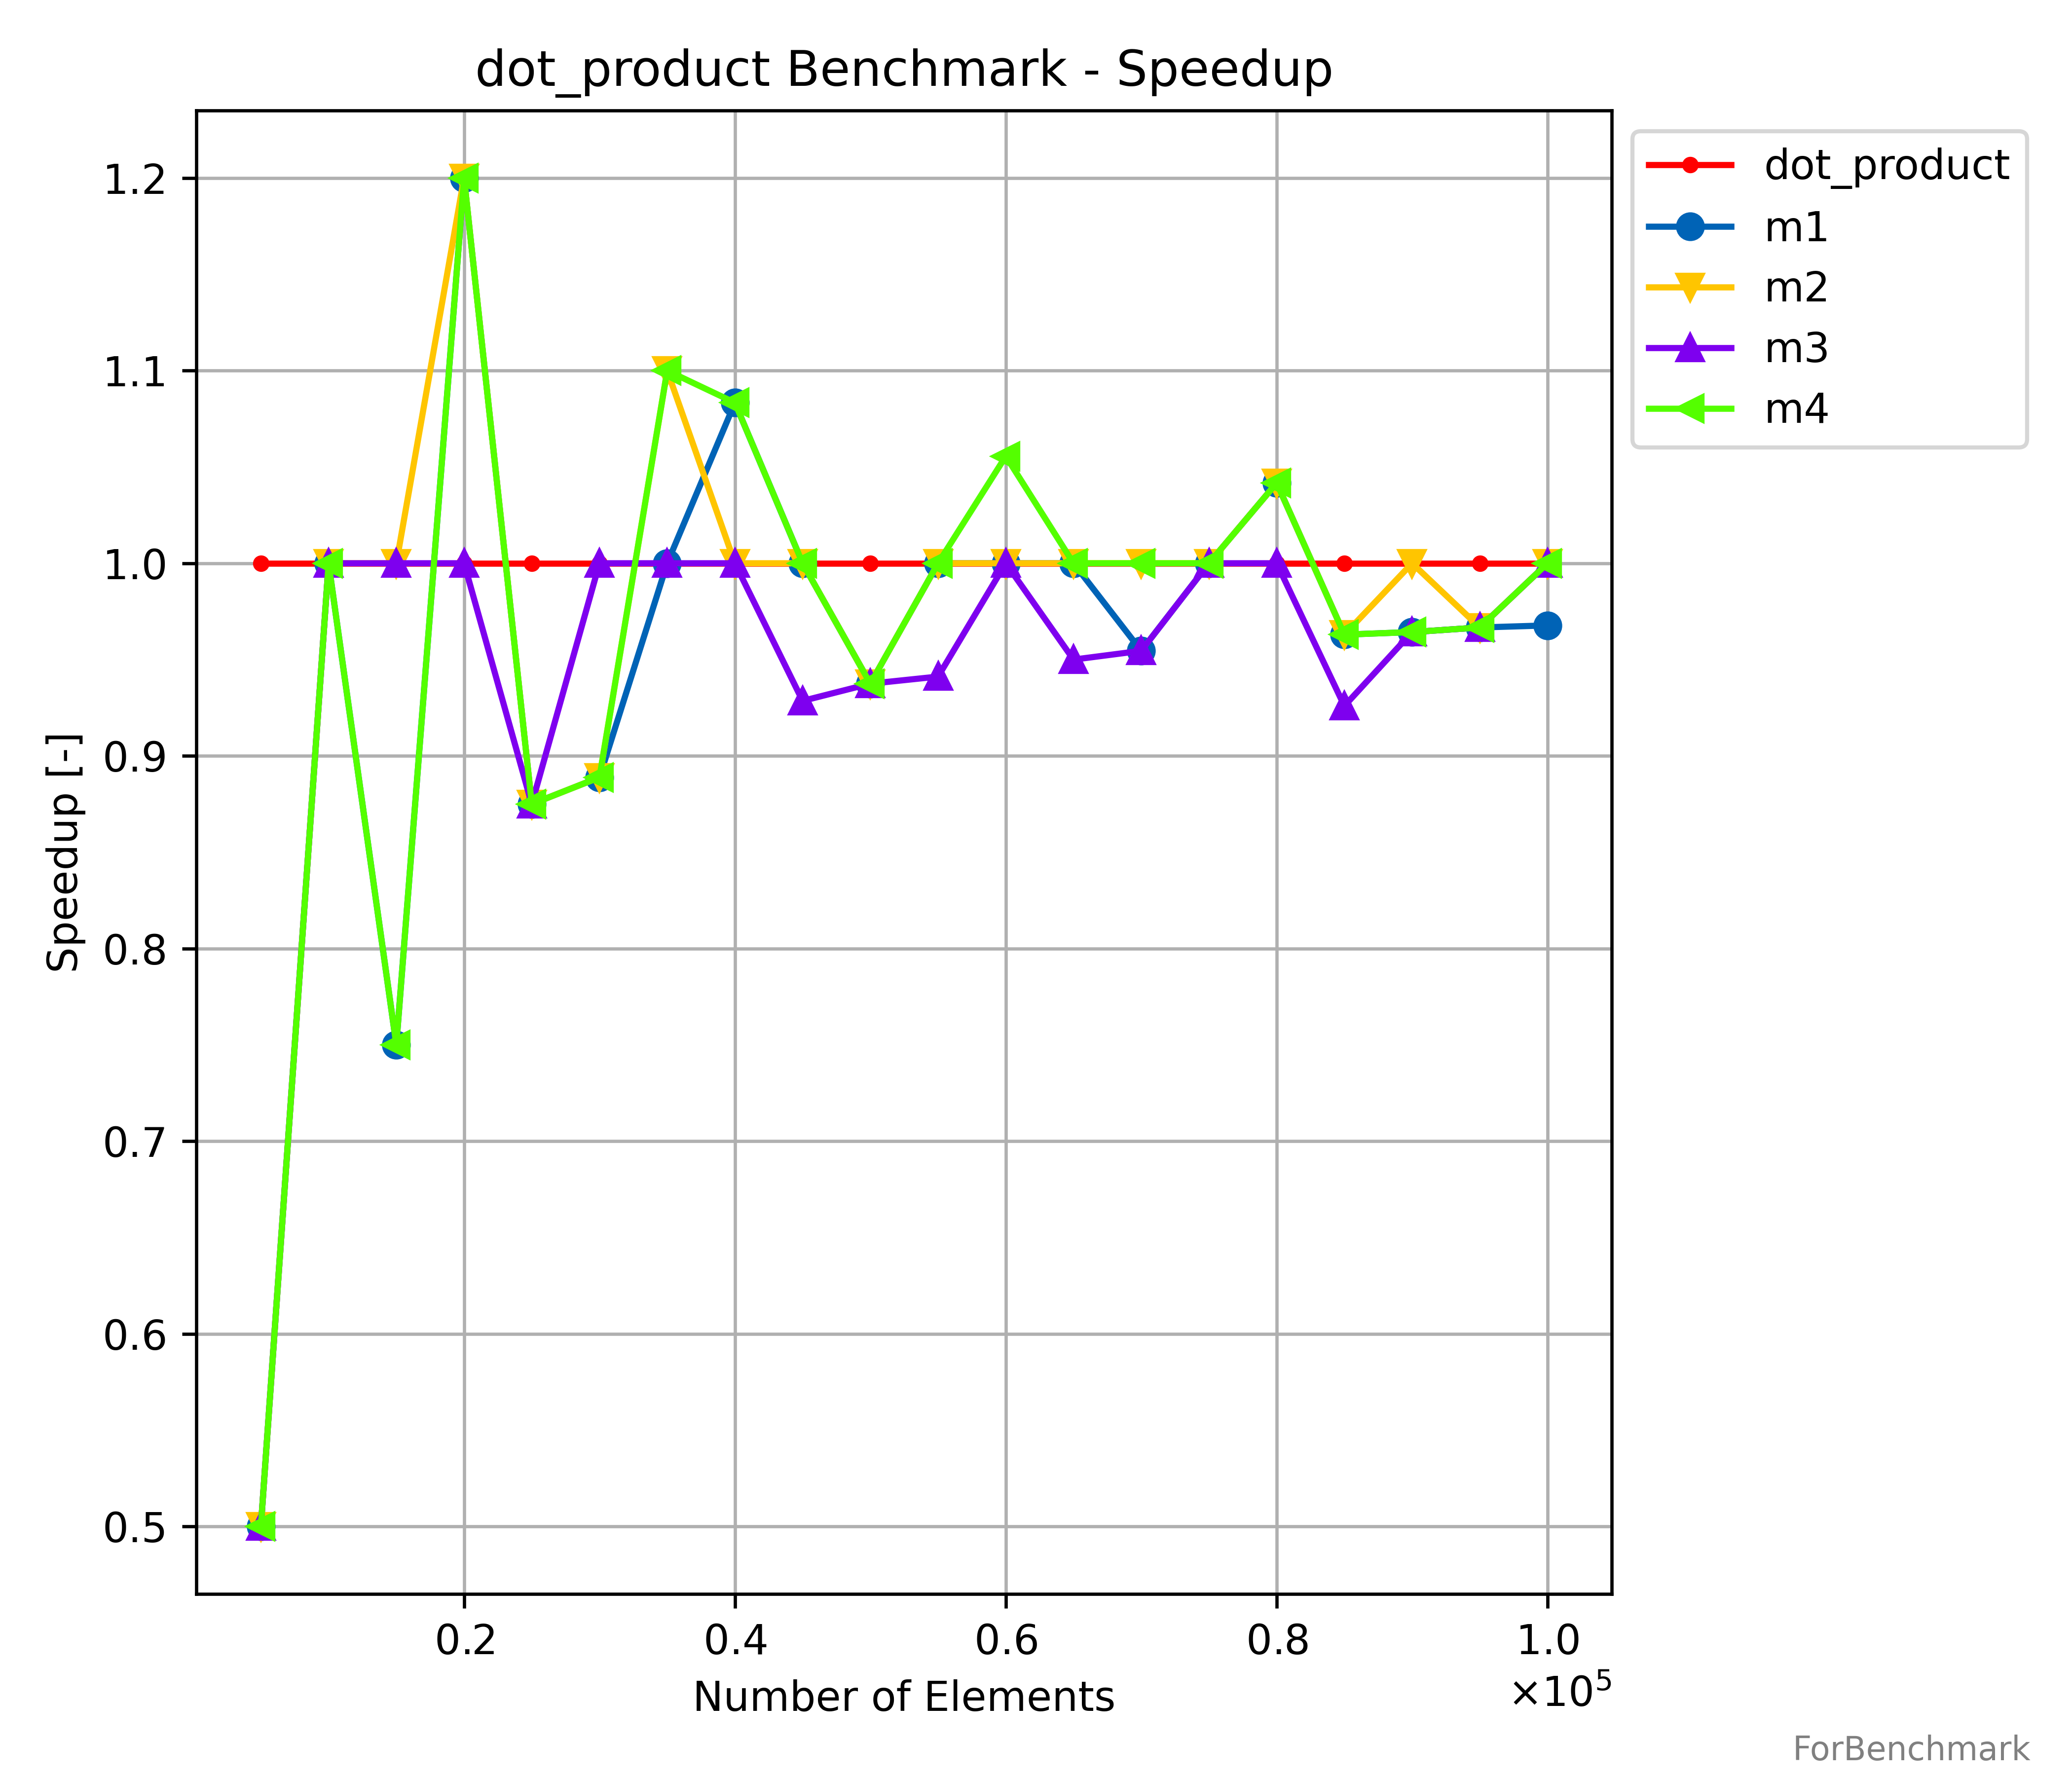 dot_product Benchmark - Speedup
dot_product
m1
m2
m3
m4
1.2
1.1
1.0
0.9
0.8
0.7
0.6
0.5
Speedup [-]
0.2 0.4 0.6 0.8 1.0
×10⁵
Number of Elements
ForBenchmark